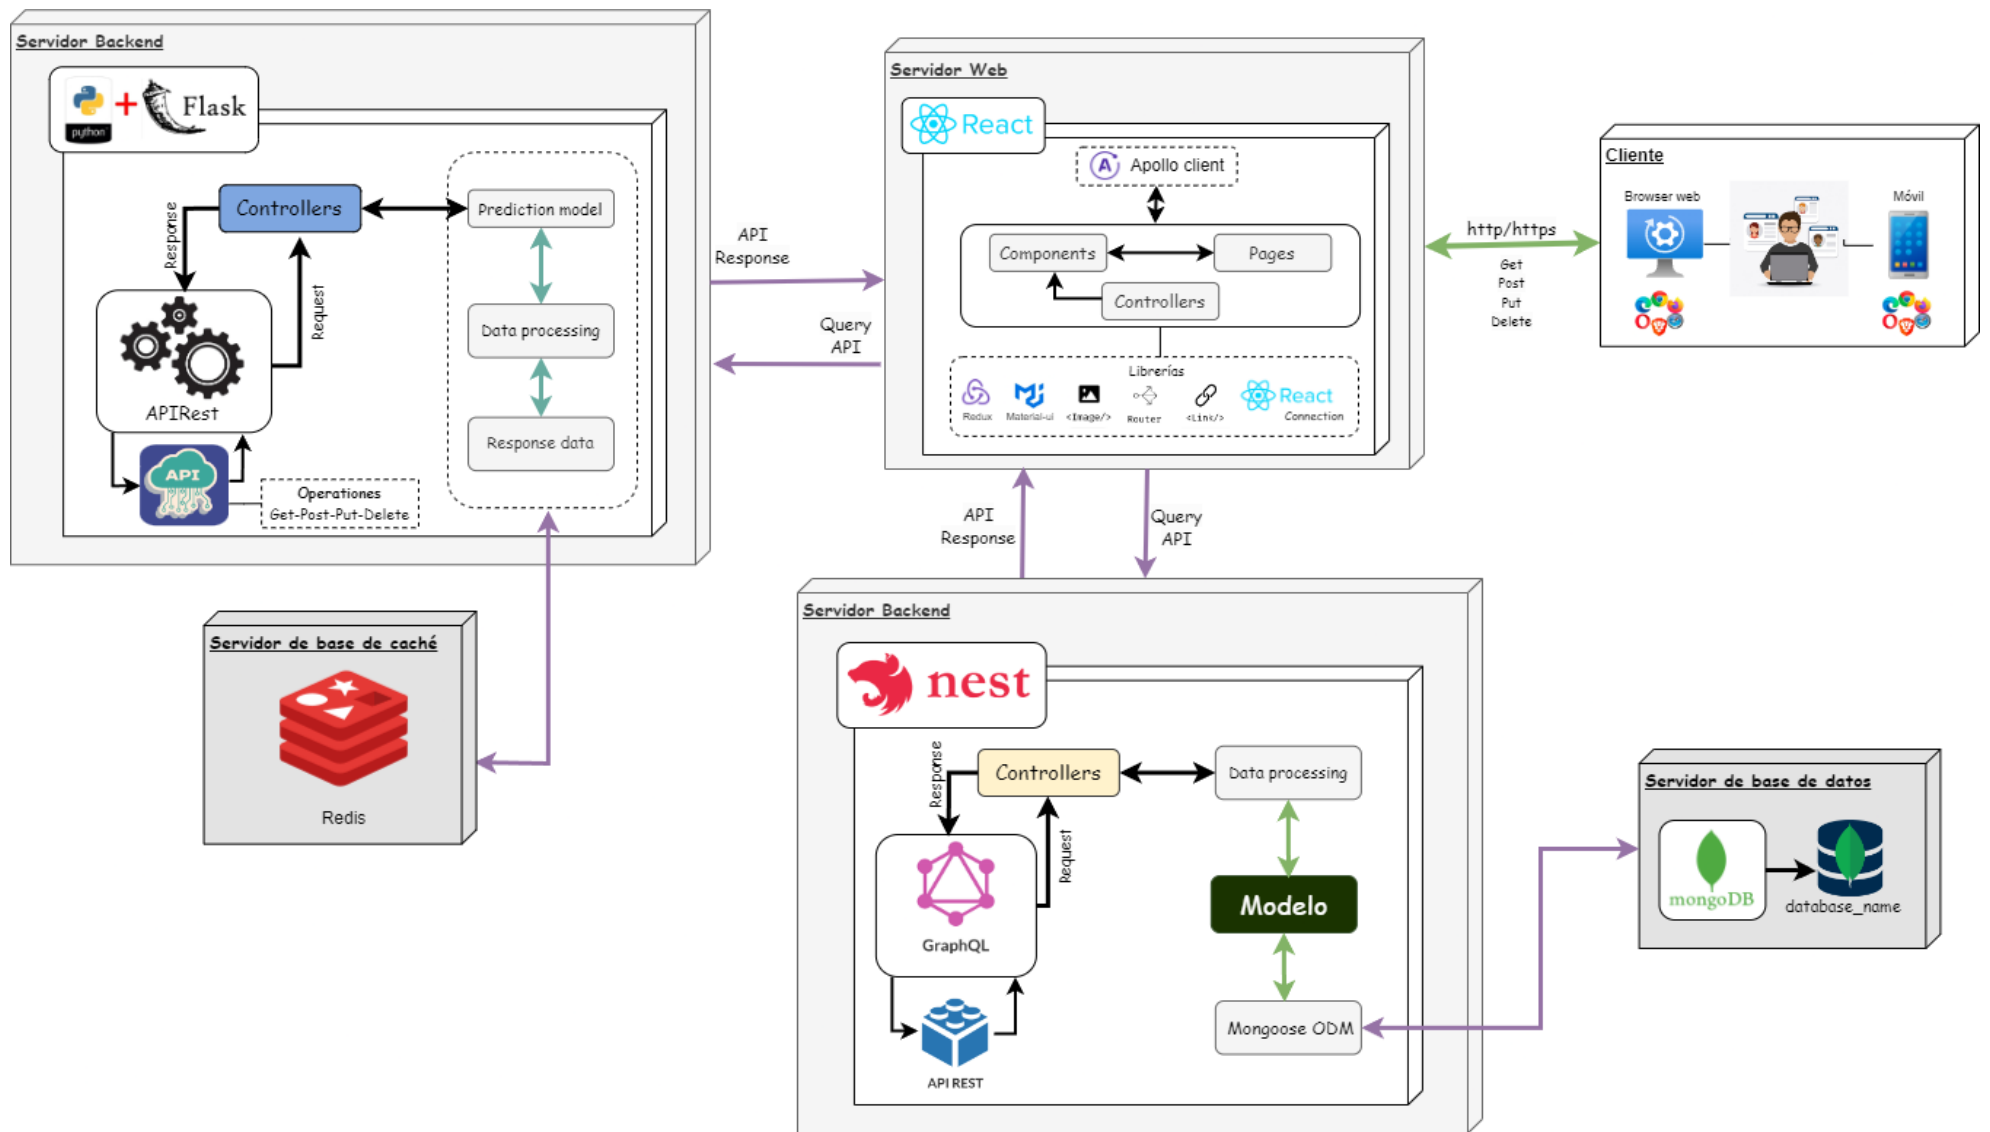 Servidor Backend
python
+
Flask
Controllers
Response
Request
APIRest
API
Operationes
Get-Post-Put-Delete
Prediction model
Data processing
Response data
API
Response
Query
API
Servidor Web
React
A
Apollo client
Components
Pages
Controllers
Librerías
Redux
Material-ui
<Image/>
Router
<Link/>
React
Connection
http/https
Get
Post
Put
Delete
Cliente
Browser web
Móvil
Servidor de base de caché
Redis
API
Response
Query
API
Servidor Backend
nest
Controllers
Response
Request
GraphQL
API REST
Data processing
Modelo
Mongoose ODM
Servidor de base de datos
mongoDB
database_name